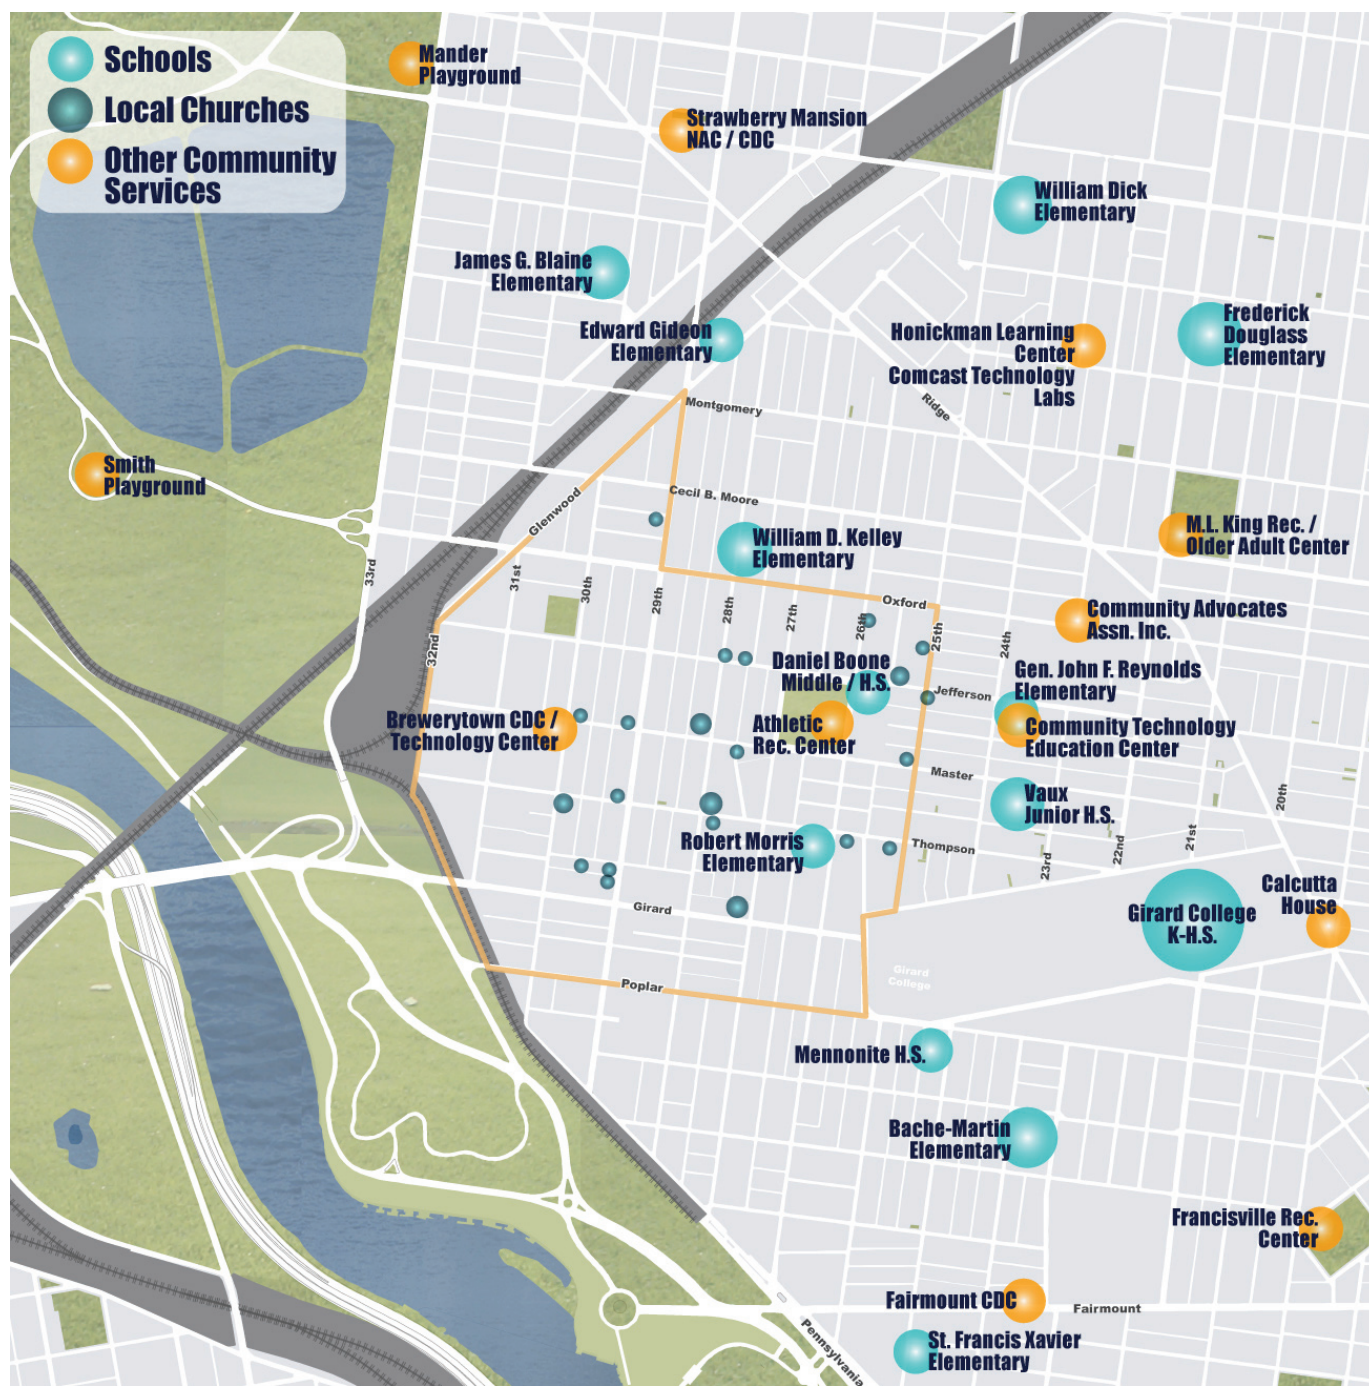 Schools
Local Churches
Other Community
Services
Mander
Playground
Strawberry Mansion
NAC / CDC
William Dick
Elementary
James G. Blaine
Elementary
Edward Gideon
Elementary
Honickman Learning
Center
Comcast Technology
Labs
Frederick
Douglass
Elementary
Montgomery
Ridge
Smith
Playground
Glenwood
Cecil B. Moore
William D. Kelley
Elementary
M.L. King Rec. /
Older Adult Center
33rd
31st
30th
29th
28th
27th
26th
Oxford
25th
24th
32nd
Community Advocates
Assn. Inc.
Daniel Boone
Middle / H.S.
Jefferson
Gen. John F. Reynolds
Elementary
Brewerytown CDC /
Technology Center
Athletic
Rec. Center
Community Technology
Education Center
Master
Vaux
Junior H.S.
20th
21st
22nd
23rd
Robert Morris
Elementary
Thompson
Girard
Girard College
K-H.S.
Calcutta
House
Girard
College
Poplar
Mennonite H.S.
Bache-Martin
Elementary
Francisville Rec.
Center
Fairmount CDC
Fairmount
St. Francis Xavier
Elementary
Pennsylvania